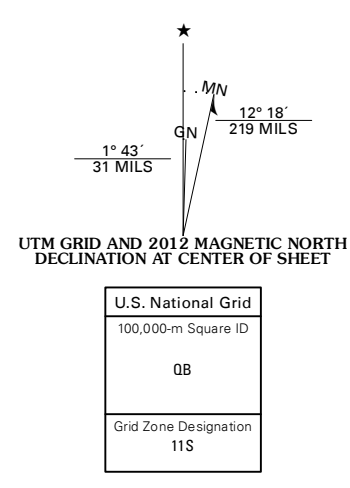 ★
MN
12° 18´
219 MILS
GN
1° 43´
31 MILS
UTM GRID AND 2012 MAGNETIC NORTH
DECLINATION AT CENTER OF SHEET
U.S. National Grid
100,000-m Square ID
QB
Grid Zone Designation
11S